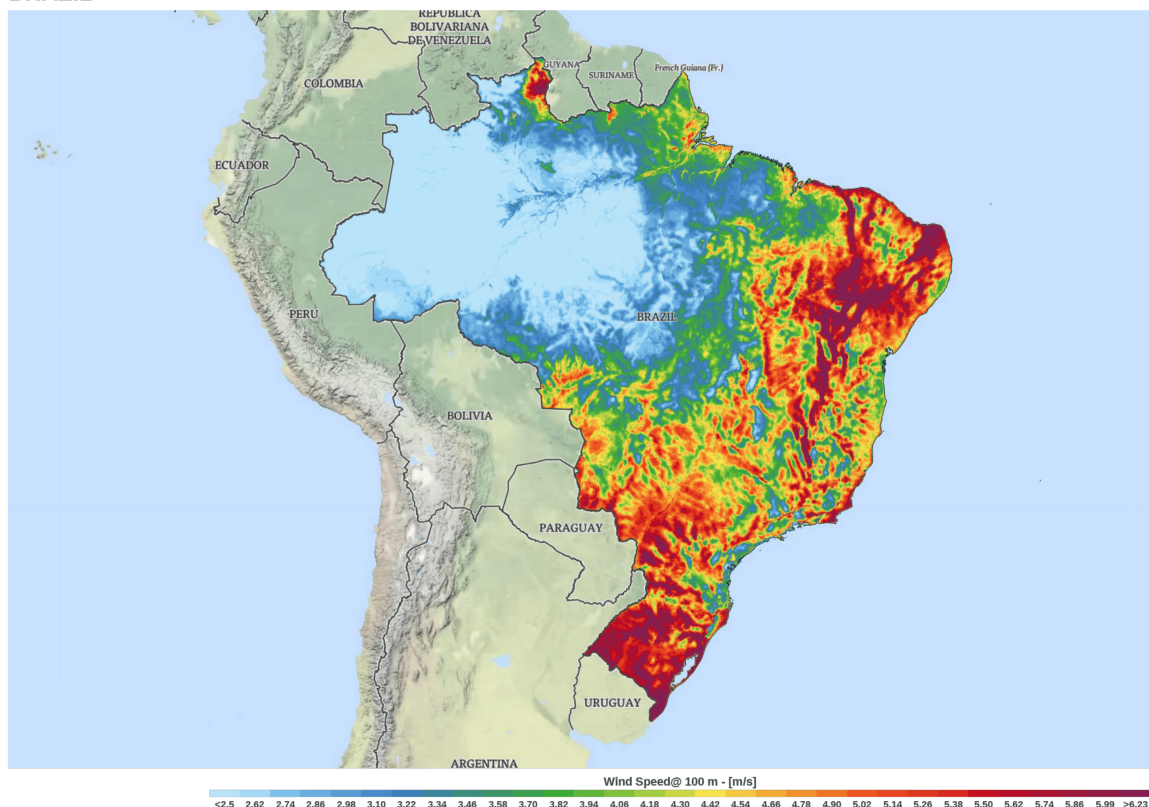 REPÚBLICA
BOLIVARIANA
DE VENEZUELA
GUYANA
SURINAME
French Guiana (Fr.)
COLOMBIA
ECUADOR
PERU
BRAZIL
BOLIVIA
PARAGUAY
URUGUAY
ARGENTINA
Wind Speed@ 100 m - [m/s]
<2.5 2.62 2.74 2.86 2.98 3.10 3.22 3.34 3.46 3.58 3.70 3.82 3.94 4.06 4.18 4.30 4.42 4.54 4.66 4.78 4.90 5.02 5.14 5.26 5.38 5.50 5.62 5.74 5.86 5.99 >6.23